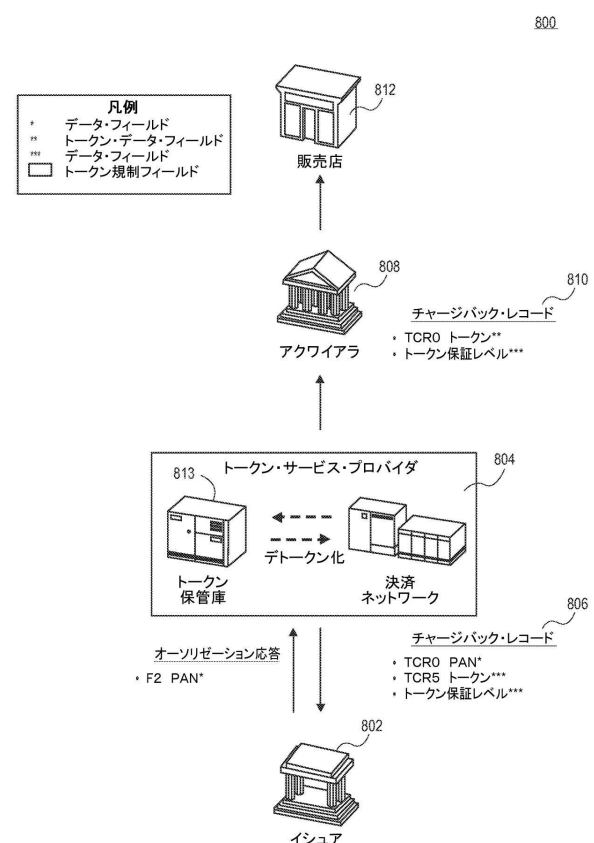 800
812
販売店
凡例
* データ・フィールド
** トークン・データ・フィールド
*** データ・フィールド
トークン規制フィールド
808
アクワイアラ
810
チャージバック・レコード
• TCR0 トークン**
• トークン保証レベル***
トークン・サービス・プロバイダ
804
813
デトークン化
トークン
保管庫
決済
ネットワーク
806
オーソリゼーション応答
• F2 PAN*
チャージバック・レコード
• TCR0 PAN*
• TCR5 トークン***
• トークン保証レベル***
802
イシュア